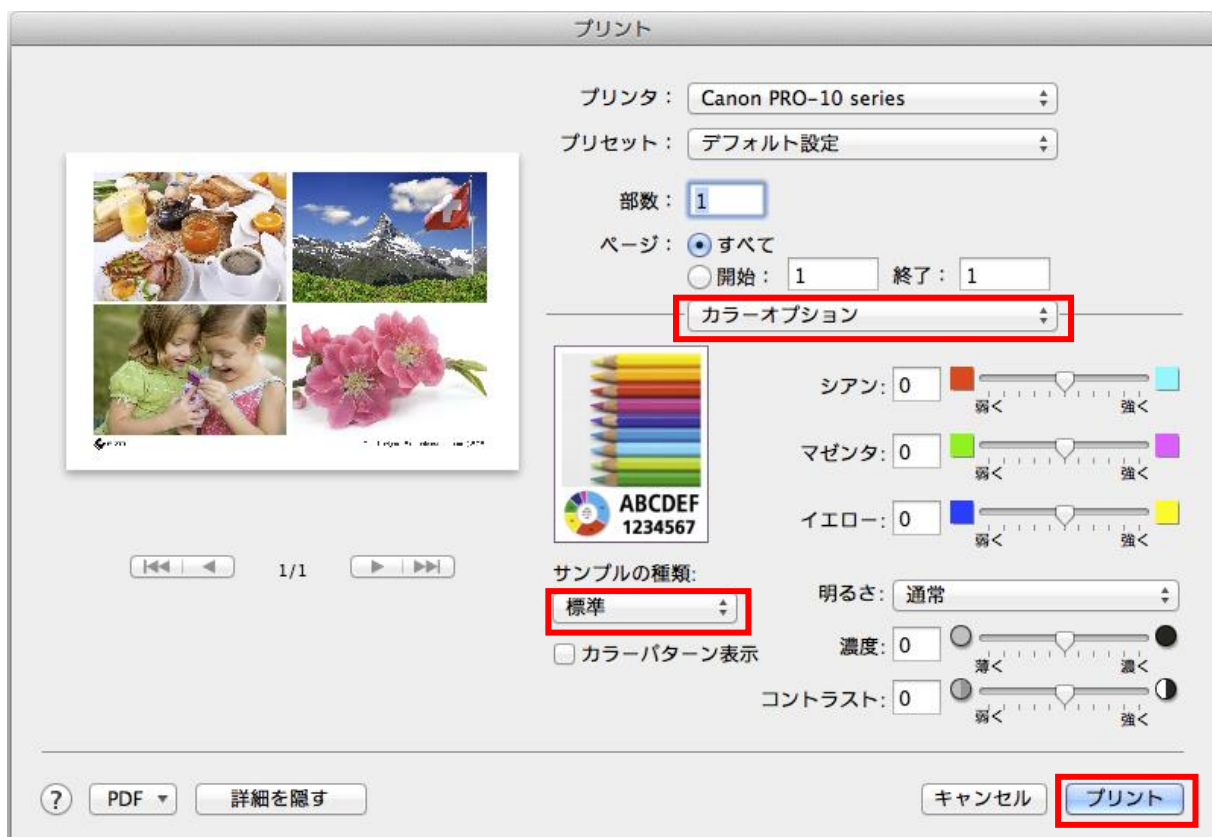 プリント
プリンタ： Canon PRO-10 series
プリセット： デフォルト設定
部数： 1
ページ： すべて
開始： 1 終了： 1
カラーオプション
シアン: 0
弱く 強く
マゼンタ: 0
弱く 強く
イエロー: 0
弱く 強く
ABCDEF
1234567
1/1
サンプルの種類:
標準
カラーパターン表示
明るさ: 通常
濃度: 0
薄く 濃く
コントラスト: 0
弱く 強く
? PDF 詳細を隠す キャンセル プリント